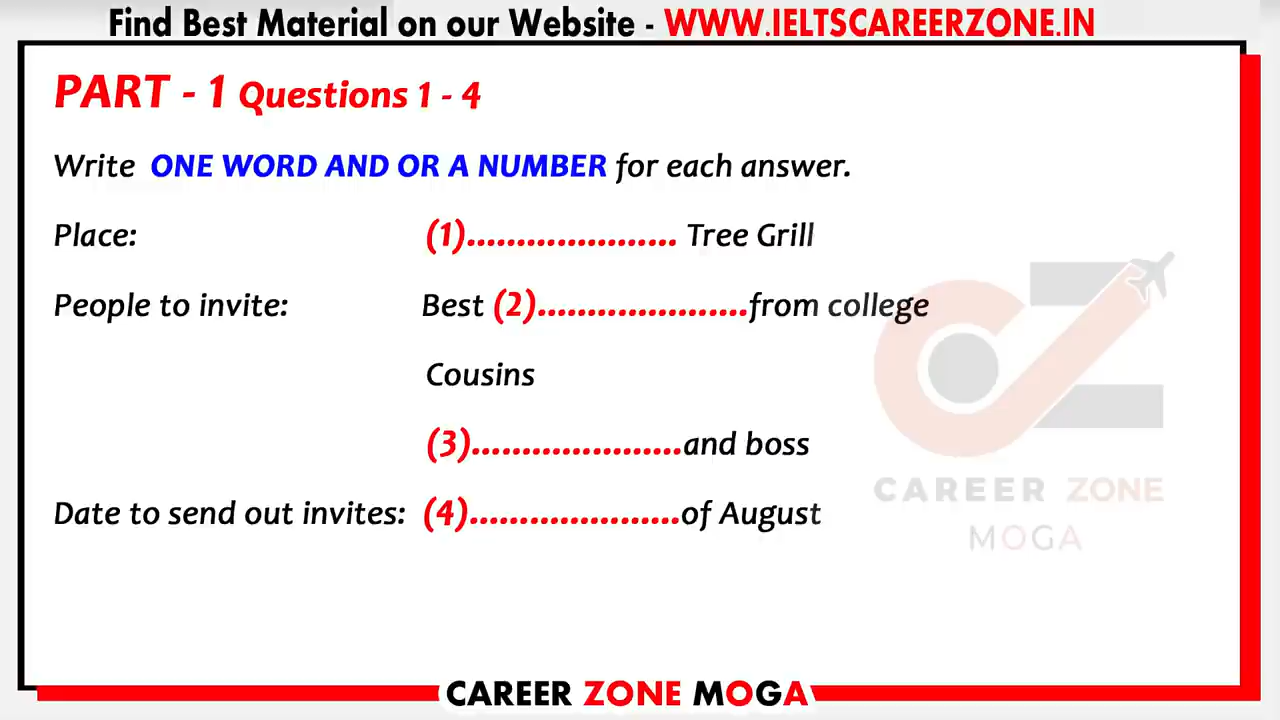 Find Best Material on our Website - WWW.IELTSCAREERZONE.IN
PART - 1 Questions 1 - 4
Write ONE WORD AND OR A NUMBER for each answer.
Place: (1)..................... Tree Grill
People to invite: Best (2).....................from college
Cousins
(3).....................and boss
Date to send out invites: (4).....................of August
CAREER ZONE
MOGA
CAREER ZONE MOGA